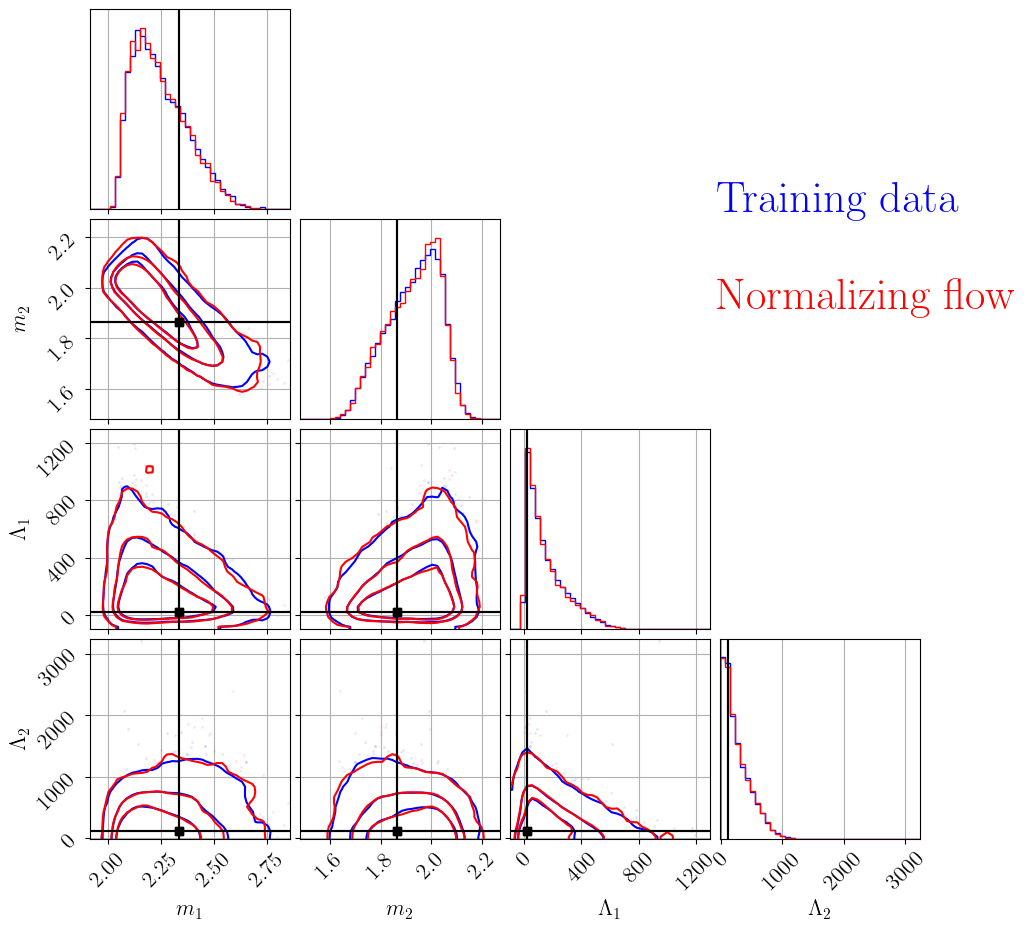 Training data
Normalizing flow
m₂
2.2
2.0
1.8
1.6
Λ₁
1200
800
400
0
Λ₂
3000
2000
1000
0
2.00 2.25 2.50 2.75
1.6 1.8 2.0 2.2
0 400 800 1200
0 1000 2000 3000
m₁ m₂ Λ₁ Λ₂